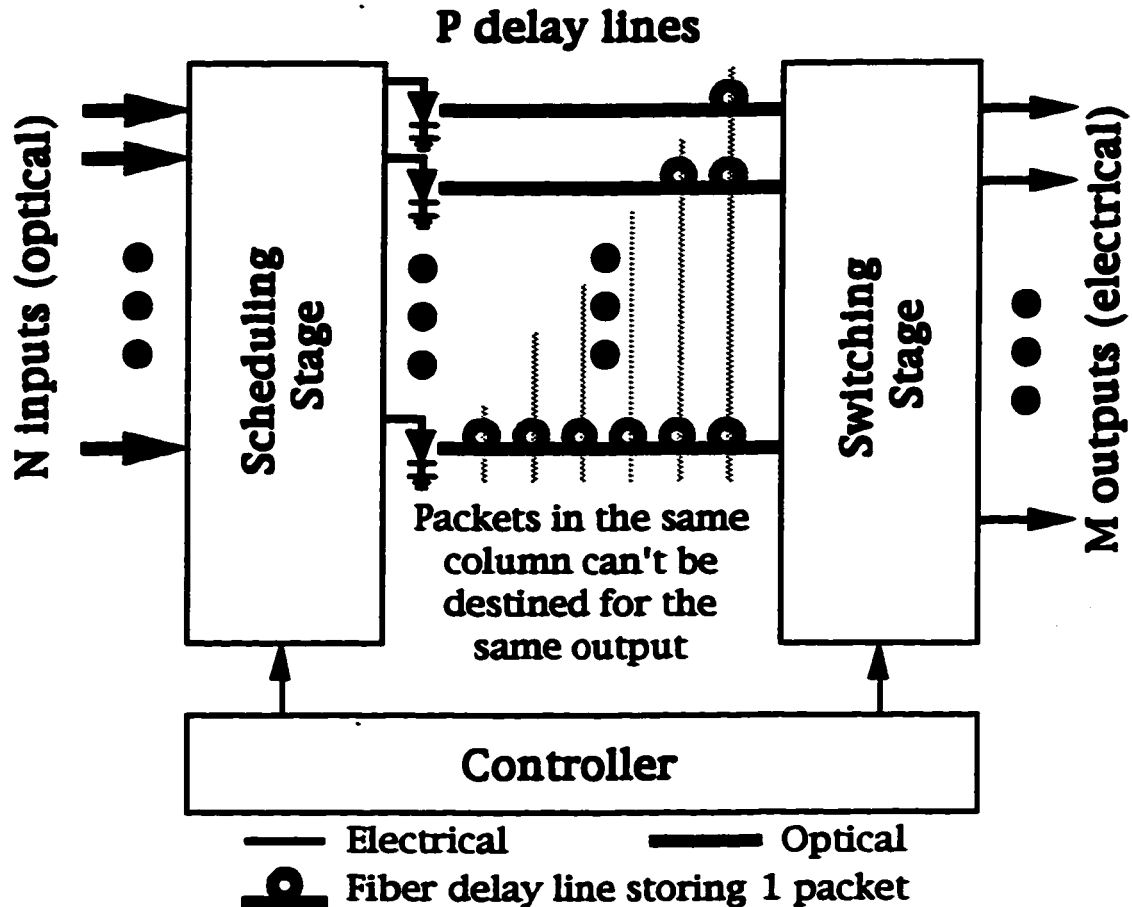 P delay lines
N inputs (optical)
Scheduling
Stage
Switching
Stage
M outputs (electrical)
Packets in the same
column can't be
destined for the
same output
Controller
Electrical
Optical
Fiber delay line storing 1 packet